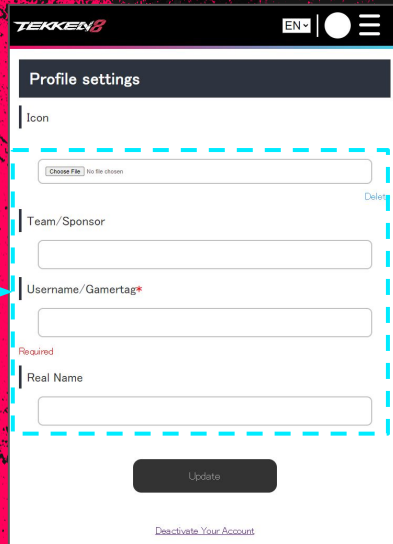 TEKKEN8
EN
Profile settings
Icon
Choose File No file chosen
Delet
Team/Sponsor
Username/Gamertag*
Required
Real Name
Update
Deactivate Your Account